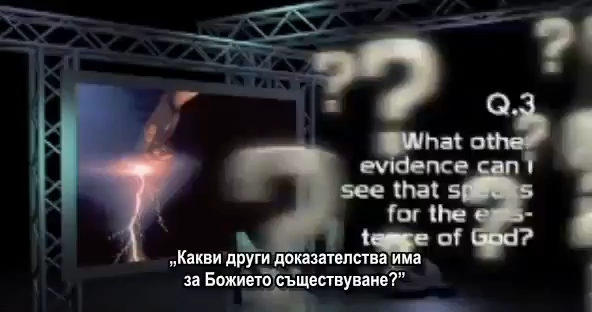 Q.3
What other
evidence can I
see that speaks
for the exis-
tence of God?
„Какви други доказателства има
за Божието съществуване?”